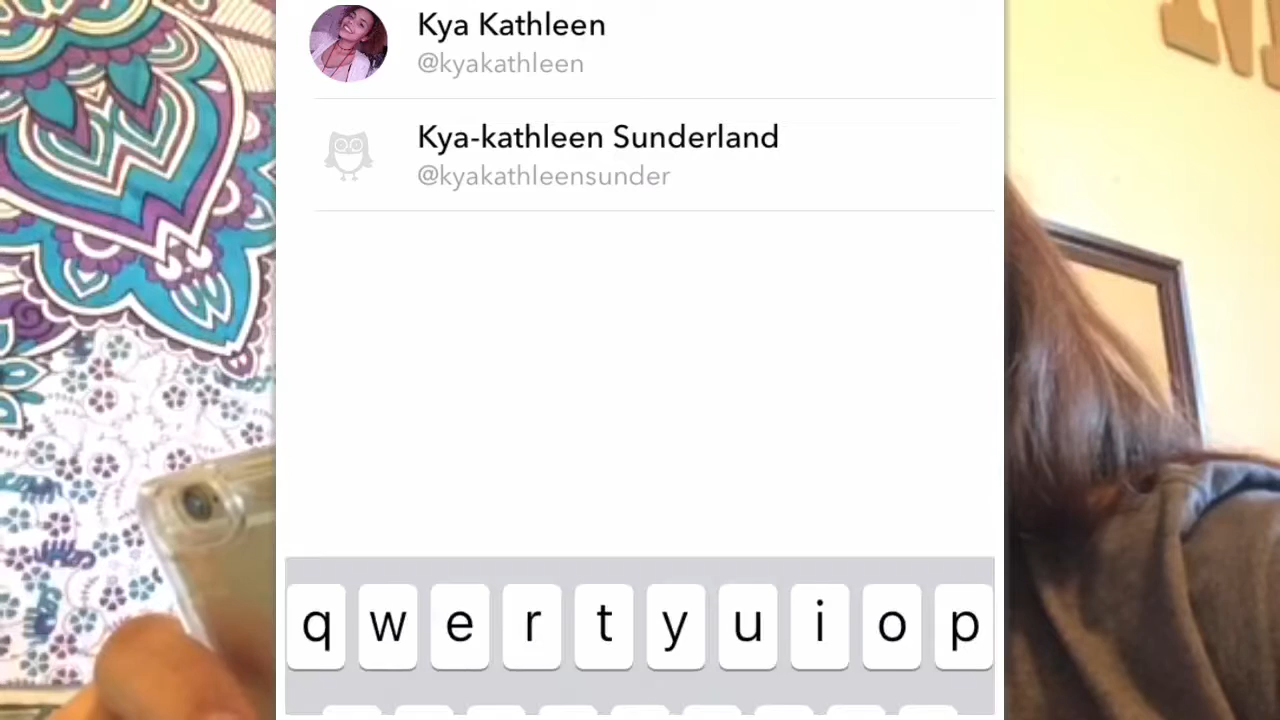 Kya Kathleen
@kyakathleen
Kya-kathleen Sunderland
@kyakathleensunder
q w e r t y u i o p